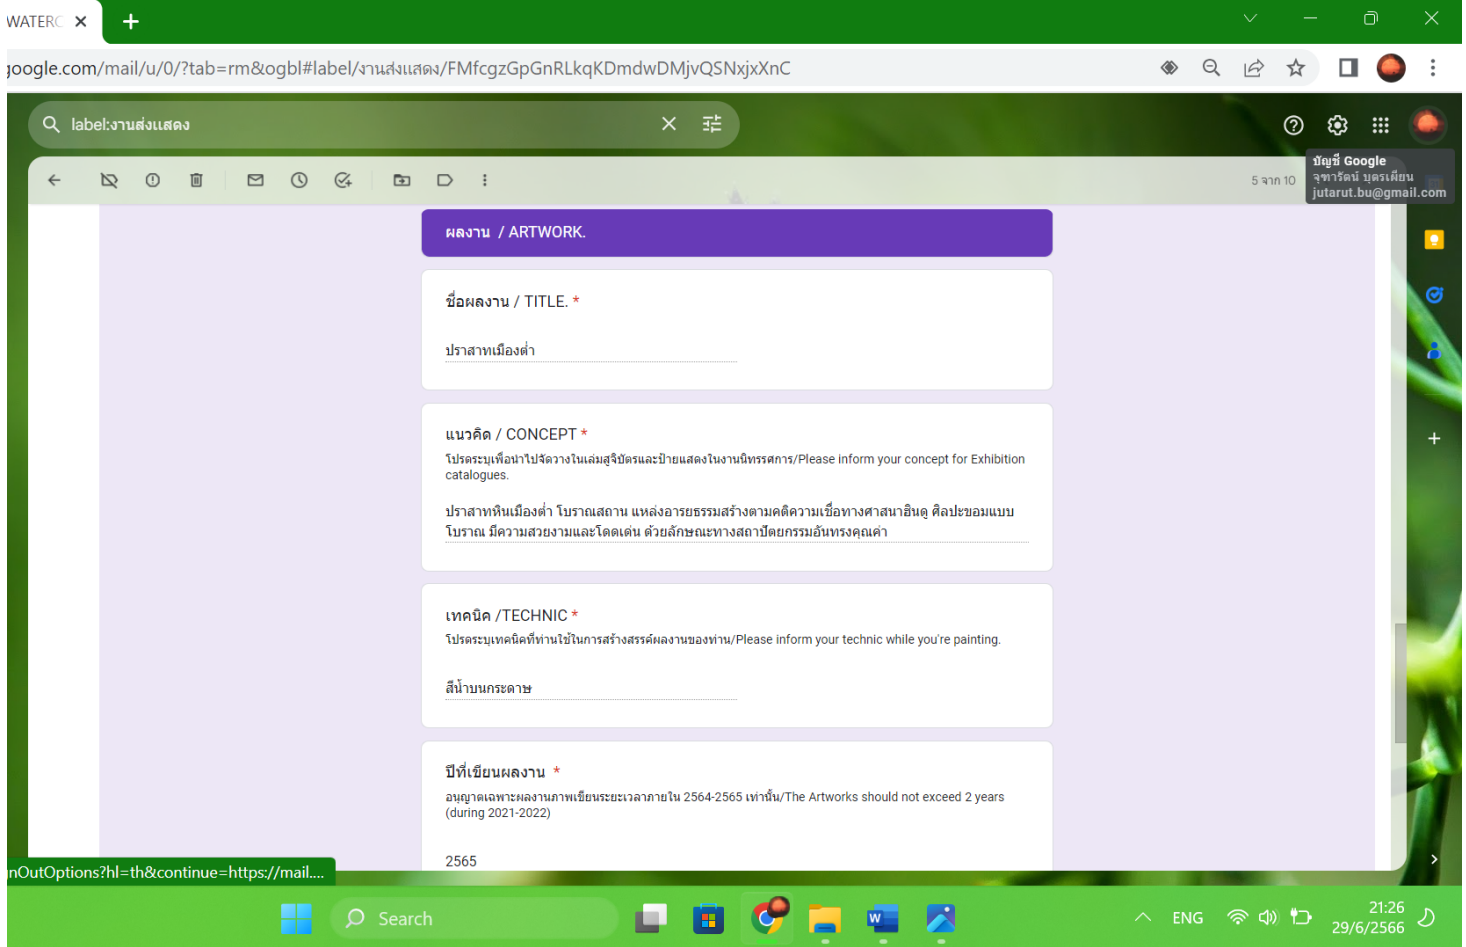 WATERC
google.com/mail/u/0/?tab=rm&ogbl#label/งานส่งแสดง/FMfcgzGpGnRLkqKDmdwDMjvQSNxjxXnC
label:งานส่งแสดง
บัญชี Google
จุฑารัตน์ บุตรเผียน
jutarut.bu@gmail.com
5 จาก 10
ผลงาน / ARTWORK.
ชื่อผลงาน / TITLE. *
ปราสาทเมืองต่ำ
แนวคิด / CONCEPT *
โปรดระบุเพื่อนำไปจัดวางในเล่มสูจิบัตรและป้ายแสดงในงานนิทรรศการ/Please inform your concept for Exhibition
catalogues.
ปราสาทหินเมืองต่ำ โบราณสถาน แหล่งอารยธรรมสร้างตามคติความเชื่อทางศาสนาฮินดู ศิลปะขอมแบบ
โบราณ มีความสวยงามและโดดเด่น ด้วยลักษณะทางสถาปัตยกรรมอันทรงคุณค่า
เทคนิค /TECHNIC *
โปรดระบุเทคนิคที่ท่านใช้ในการสร้างสรรค์ผลงานของท่าน/Please inform your technic while you're painting.
สีน้ำบนกระดาษ
ปีที่เขียนผลงาน *
อนุญาตเฉพาะผลงานภาพเขียนระยะเวลาภายใน 2564-2565 เท่านั้น/The Artworks should not exceed 2 years
(during 2021-2022)
2565
nOutOptions?hl=th&continue=https://mail....
Search
ENG
21:26
29/6/2566